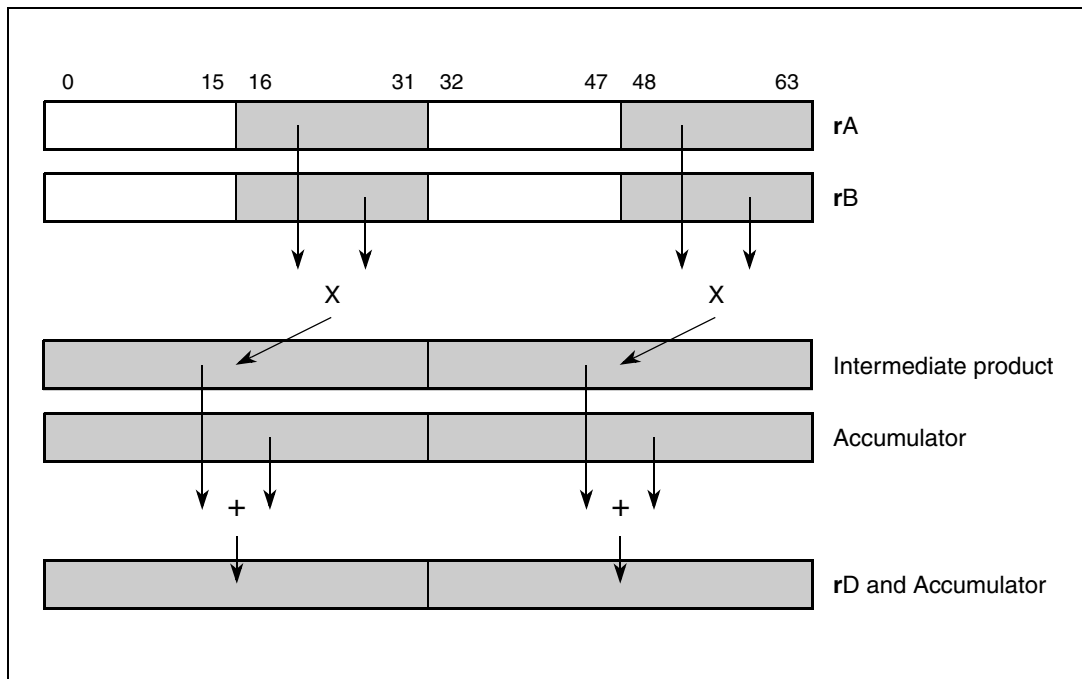 0 15 16 31 32 47 48 63
rA
rB
X X
Intermediate product
Accumulator
+ +
rD and Accumulator